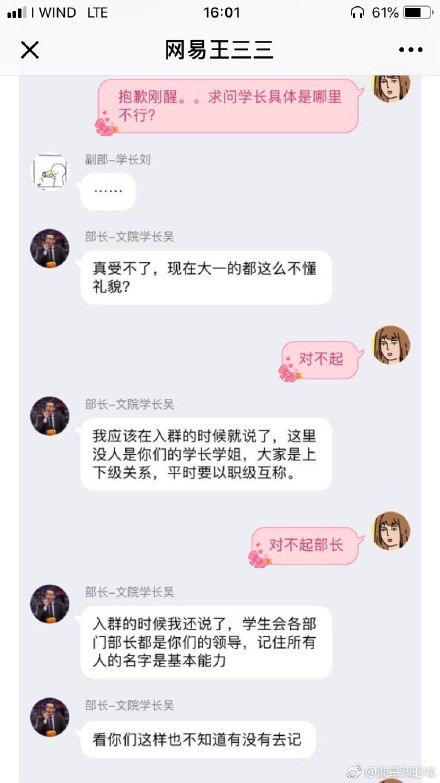 I WIND LTE
16:01
61%
网易王三三
抱歉刚醒。。求问学长具体是哪里
不行?
副部-学长刘
……
部长-文院学长吴
真受不了，现在大一的都这么不懂
礼貌?
对不起
部长-文院学长吴
我应该在入群的时候就说了，这里
没人是你们的学长学姐，大家是上
下级关系，平时要以职级互称。
对不起部长
部长-文院学长吴
入群的时候我还说了，学生会各部
门部长都是你们的领导，记住所有
人的名字是基本能力
部长-文院学长吴
看你们这样也不知道有没有去记